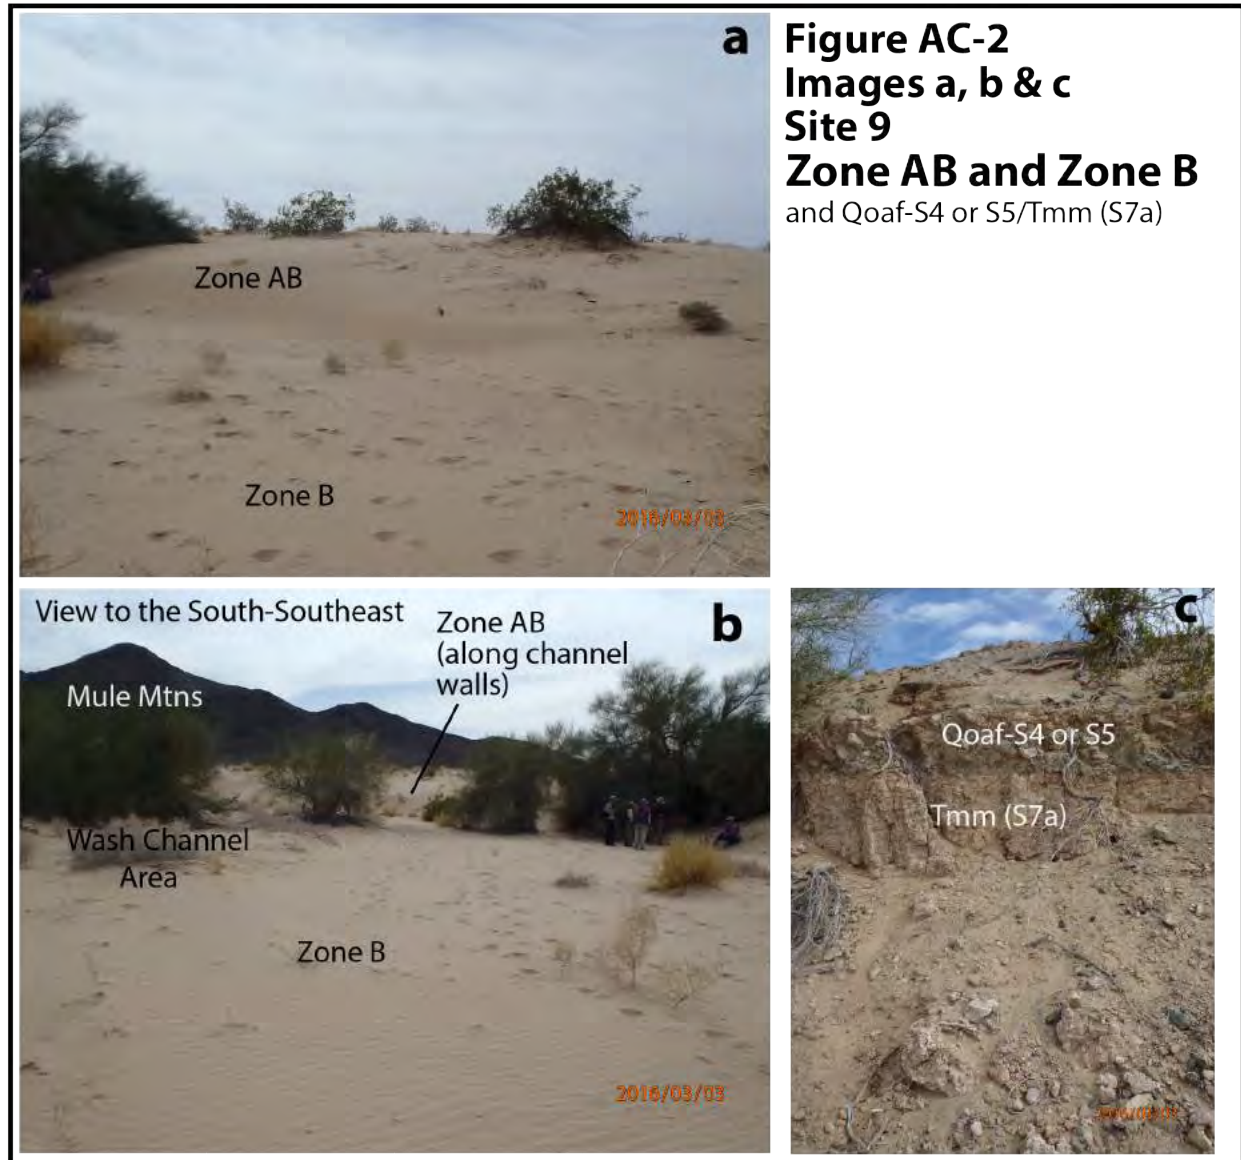 a
Figure AC-2
Images a, b & c
Site 9
Zone AB and Zone B
and Qoaf-S4 or S5/Tmm (S7a)
Zone AB
Zone B
2016/03/03
View to the South-Southeast
b
Zone AB
(along channel
walls)
Mule Mtns
Wash Channel
Area
Zone B
2016/03/03
c
Qoaf-S4 or S5
Tmm (S7a)